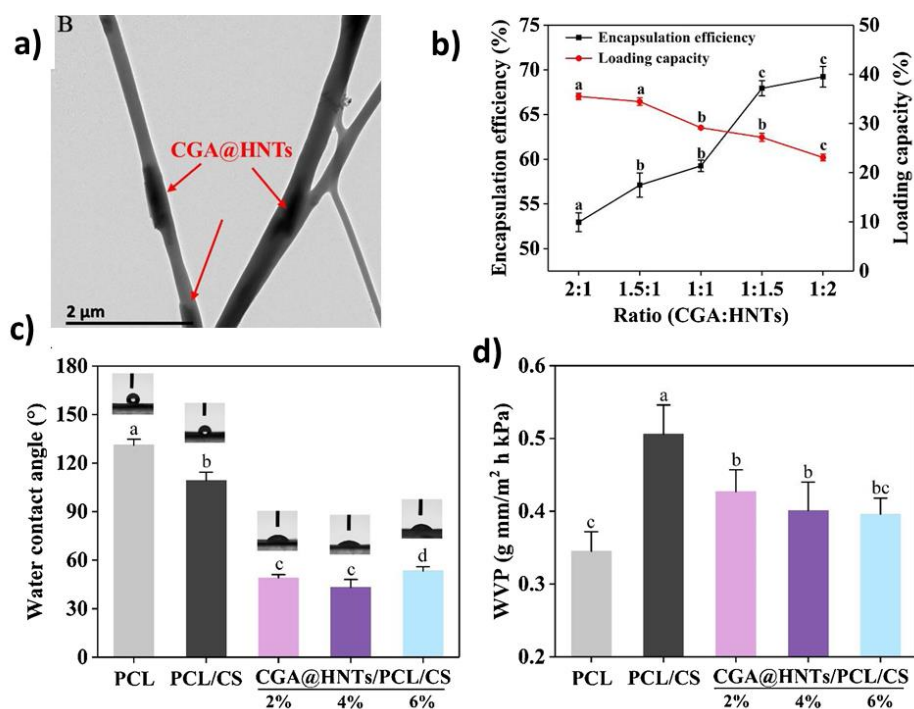 a)
B
CGA@HNTs
2 μm
b)
Encapsulation efficiency (%)
75
70
65
60
55
50
Encapsulation efficiency
Loading capacity
a a b b c
a b b c c
50
40
30
20
10
0
Loading capacity (%)
2:1 1.5:1 1:1 1:1.5 1:2
Ratio (CGA:HNTs)
c)
Water contact angle (°)
180
150
120
90
60
30
0
a
b
c
c
d
PCL PCL/CS CGA@HNTs/PCL/CS
2% 4% 6%
d)
WVP (g mm/m² h kPa)
0.6
0.5
0.4
0.3
0.2
c
a
b
b
bc
PCL PCL/CS CGA@HNTs/PCL/CS
2% 4% 6%